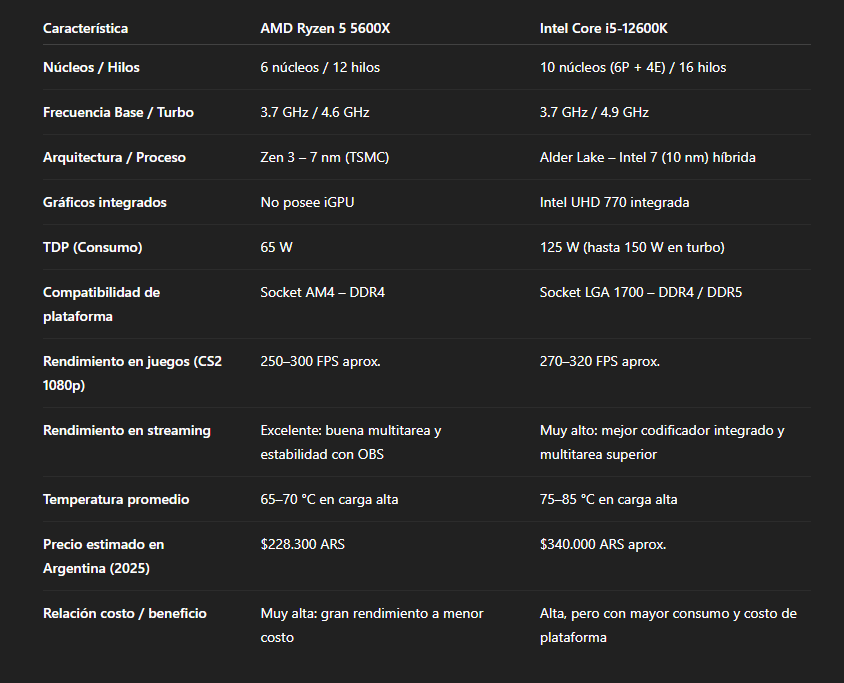 Característica AMD Ryzen 5 5600X Intel Core i5-12600K
Núcleos / Hilos 6 núcleos / 12 hilos 10 núcleos (6P + 4E) / 16 hilos
Frecuencia Base / Turbo 3.7 GHz / 4.6 GHz 3.7 GHz / 4.9 GHz
Arquitectura / Proceso Zen 3 – 7 nm (TSMC) Alder Lake – Intel 7 (10 nm) híbrida
Gráficos integrados No posee iGPU Intel UHD 770 integrada
TDP (Consumo) 65 W 125 W (hasta 150 W en turbo)
Compatibilidad de Socket AM4 – DDR4 Socket LGA 1700 – DDR4 / DDR5
plataforma
Rendimiento en juegos (CS2 250–300 FPS aprox. 270–320 FPS aprox.
1080p)
Rendimiento en streaming Excelente: buena multitarea y Muy alto: mejor codificador integrado y
estabilidad con OBS multitarea superior
Temperatura promedio 65–70 °C en carga alta 75–85 °C en carga alta
Precio estimado en $228.300 ARS $340.000 ARS aprox.
Argentina (2025)
Relación costo / beneficio Muy alta: gran rendimiento a menor Alta, pero con mayor consumo y costo de
costo plataforma